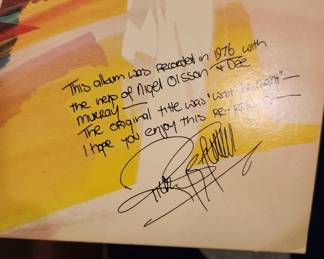 This album was Recorded in 1976 with
the help of Nigel Olsson & Dee
Murray
The original title was
I hope you enjoy this